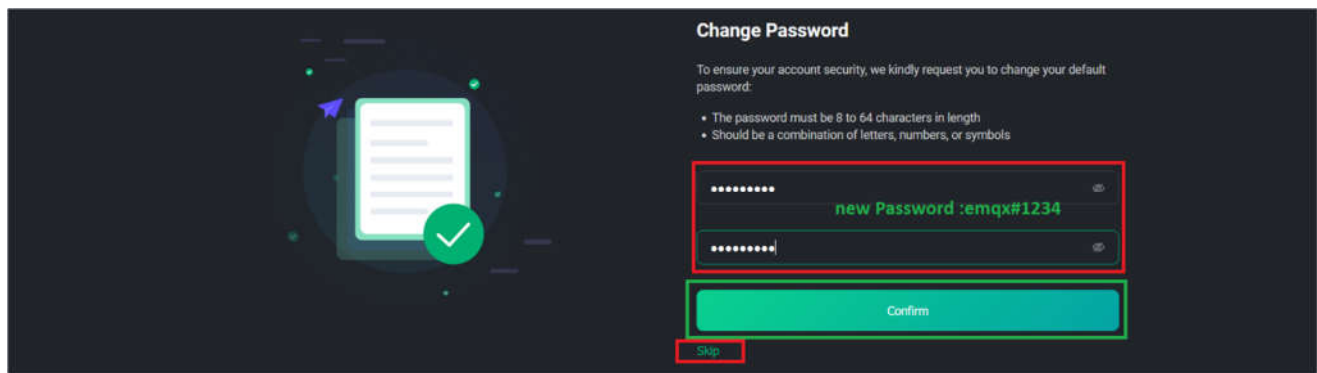 Change Password
To ensure your account security, we kindly request you to change your default
password:
• The password must be 8 to 64 characters in length
• Should be a combination of letters, numbers, or symbols
•••••••••
new Password :emqx#1234
•••••••••
Confirm
Skip